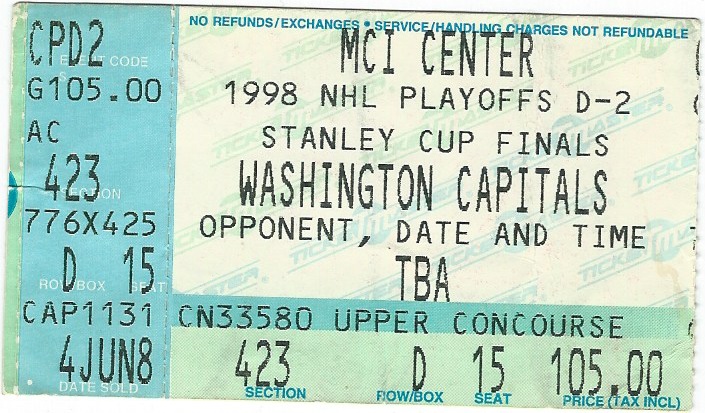 NO REFUNDS/EXCHANGES • SERVICE/HANDLING CHARGES NOT REFUNDABLE
CPD2
EVENT CODE
G105.00
AC
423
SECTION
776X425
D 15
ROW/BOX SEAT
CAP1131
4JUN8
DATE SOLD
MCI CENTER
1998 NHL PLAYOFFS D-2
STANLEY CUP FINALS
WASHINGTON CAPITALS
OPPONENT, DATE AND TIME
TBA
CN33580 UPPER CONCOURSE
423 D 15 105.00
SECTION ROW/BOX SEAT PRICE (TAX INCL)